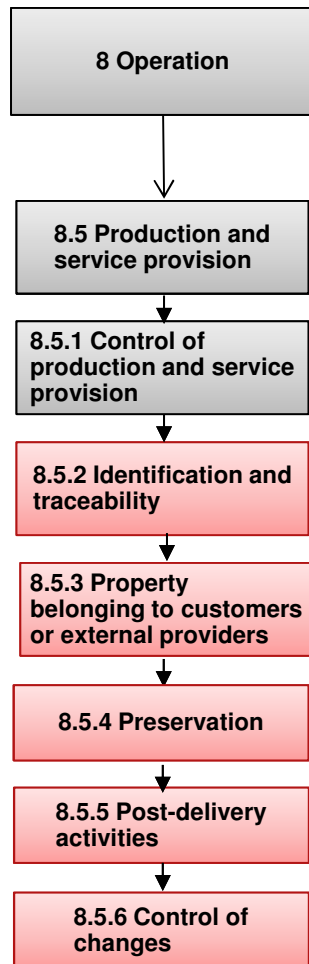 8 Operation
8.5 Production and
service provision
8.5.1 Control of
production and service
provision
8.5.2 Identification and
traceability
8.5.3 Property
belonging to customers
or external providers
8.5.4 Preservation
8.5.5 Post-delivery
activities
8.5.6 Control of
changes